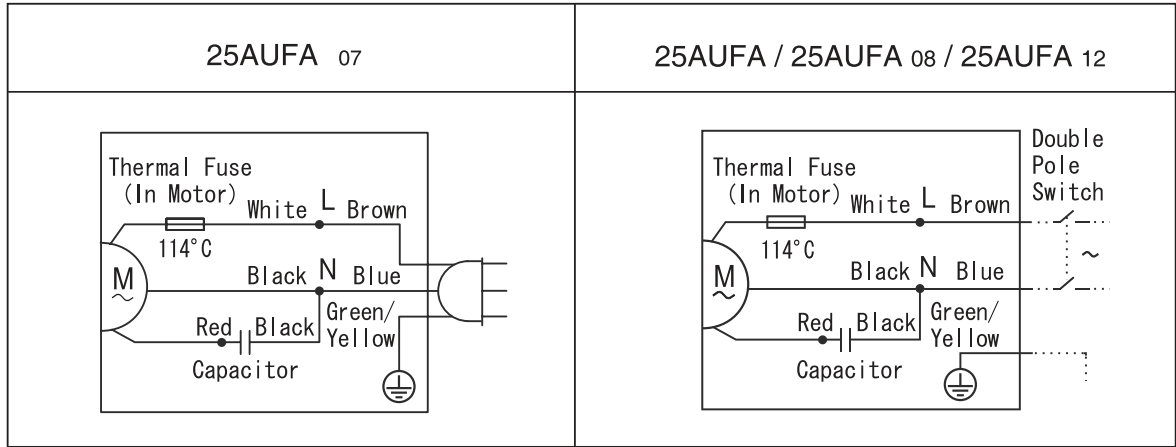 25AUFA 07
25AUFA / 25AUFA 08 / 25AUFA 12
Thermal Fuse
(In Motor)
White L Brown
114°C
M
Black N Blue
Red Black Green/
Yellow
Capacitor
Double
Pole
Switch
Thermal Fuse
(In Motor)
White L Brown
114°C
M
Black N Blue
Red Black Green/
Yellow
Capacitor